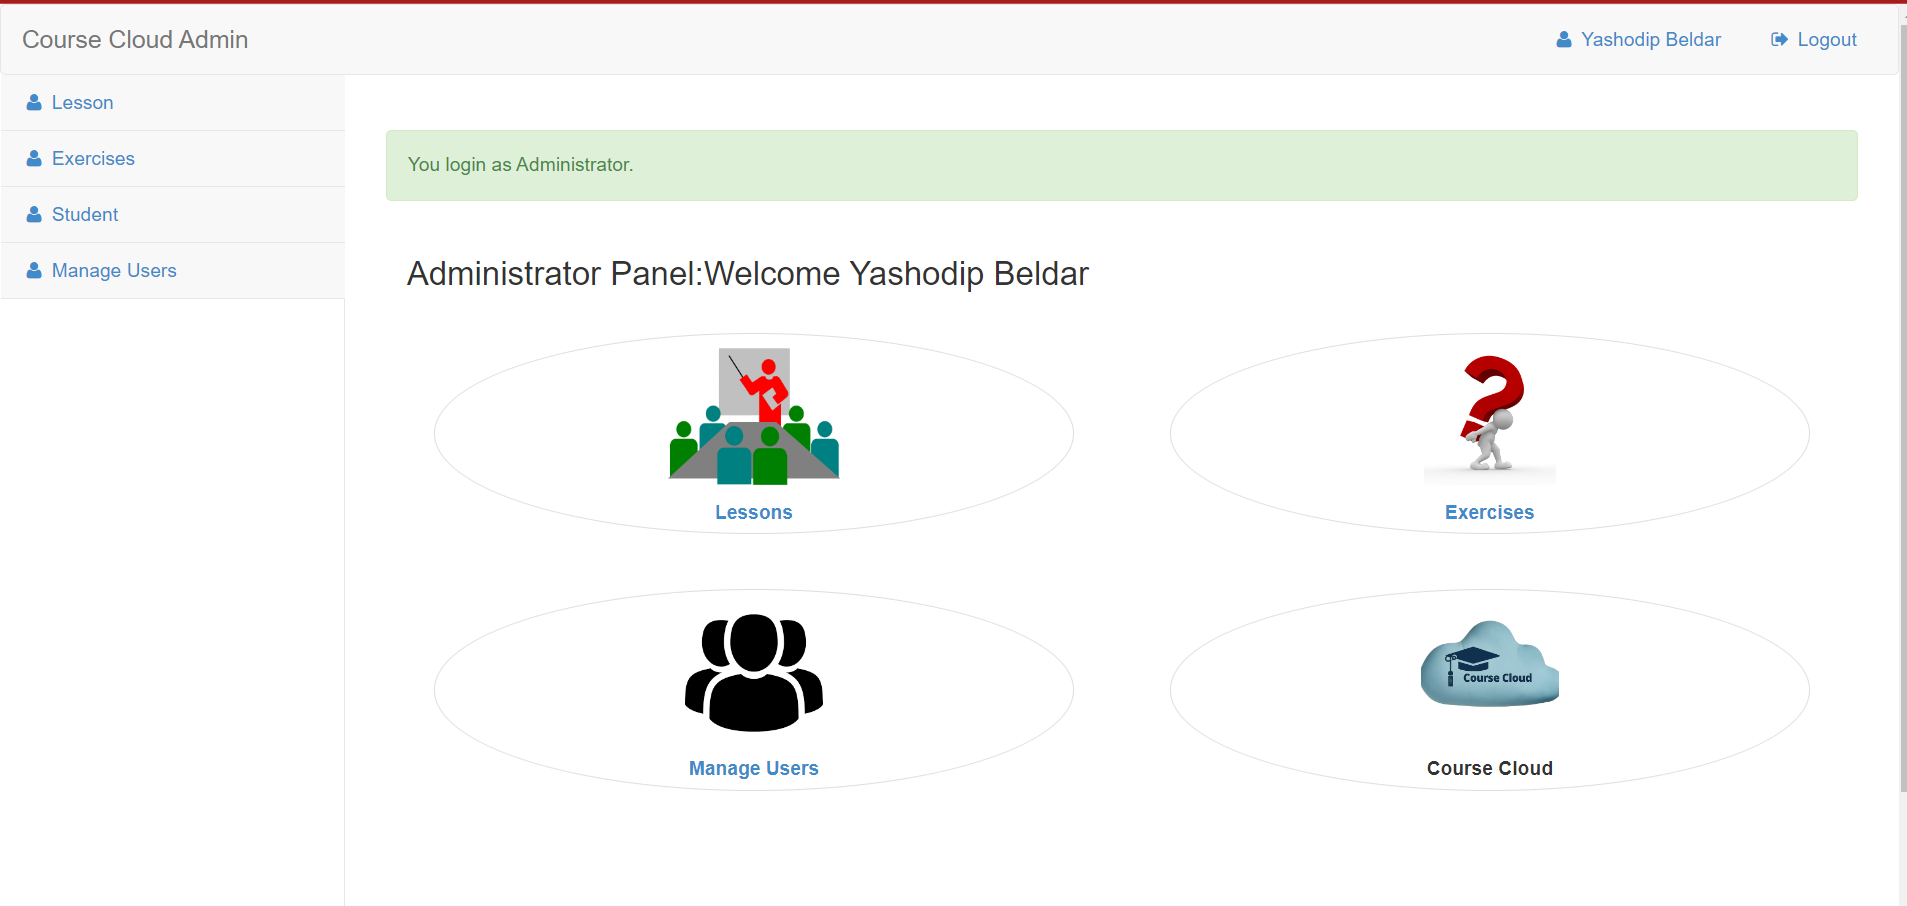 Course Cloud Admin
Yashodip Beldar
Logout
Lesson
Exercises
Student
Manage Users
You login as Administrator.
Administrator Panel:Welcome Yashodip Beldar
Lessons
Exercises
Manage Users
Course Cloud
Course Cloud